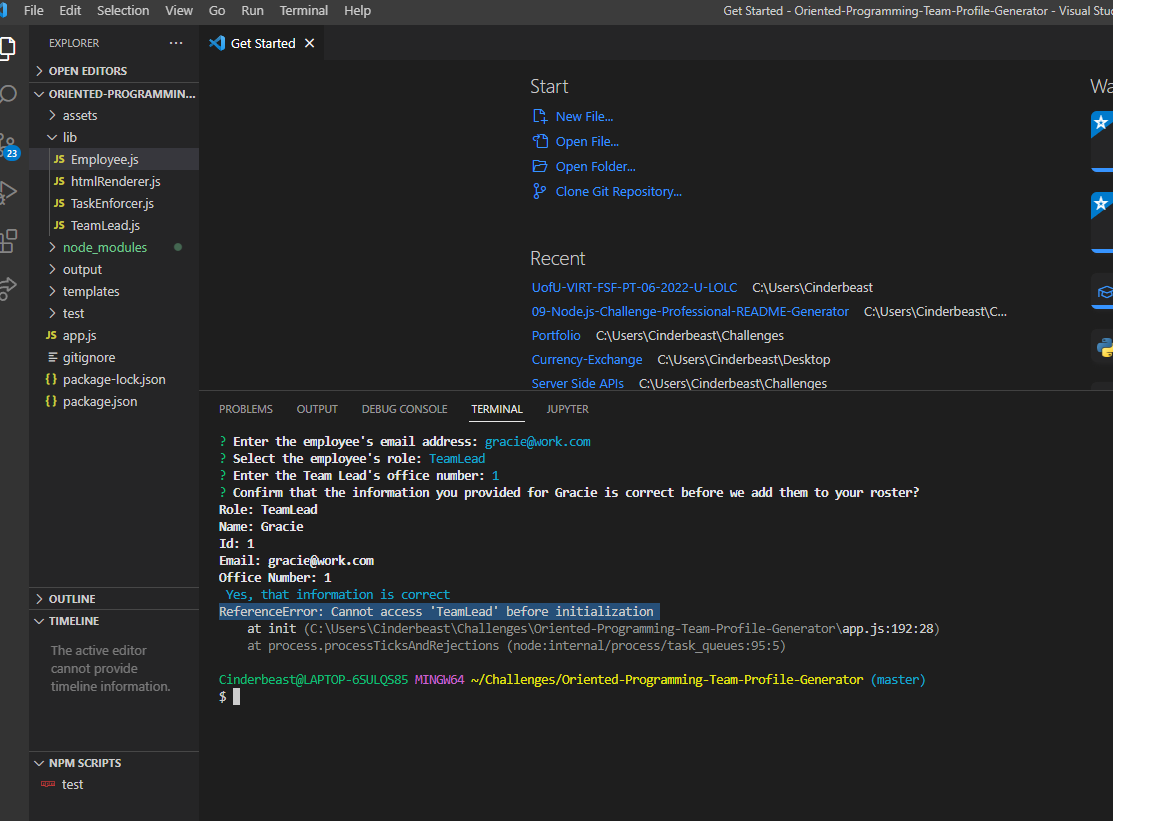 File Edit Selection View Go Run Terminal Help
Get Started - Oriented-Programming-Team-Profile-Generator - Visual Stu
EXPLORER ···
Get Started
OPEN EDITORS
ORIENTED-PROGRAMMIN...
assets
lib
JS Employee.js
JS htmlRenderer.js
JS TaskEnforcer.js
JS TeamLead.js
node_modules
output
templates
test
JS app.js
gitignore
{} package-lock.json
{} package.json
23
OUTLINE
TIMELINE
The active editor
cannot provide
timeline information.
NPM SCRIPTS
test
Start
New File...
Open File...
Open Folder...
Clone Git Repository...
Recent
UofU-VIRT-FSF-PT-06-2022-U-LOLC C:\Users\Cinderbeast
09-Node.js-Challenge-Professional-README-Generator C:\Users\Cinderbeast\C...
Portfolio C:\Users\Cinderbeast\Challenges
Currency-Exchange C:\Users\Cinderbeast\Desktop
Server Side APIs C:\Users\Cinderbeast\Challenges
Wa
PROBLEMS OUTPUT DEBUG CONSOLE TERMINAL JUPYTER
? Enter the employee's email address: gracie@work.com
? Select the employee's role: TeamLead
? Enter the Team Lead's office number: 1
? Confirm that the information you provided for Gracie is correct before we add them to your roster?
Role: TeamLead
Name: Gracie
Id: 1
Email: gracie@work.com
Office Number: 1
Yes, that information is correct
ReferenceError: Cannot access 'TeamLead' before initialization
at init (C:\Users\Cinderbeast\Challenges\Oriented-Programming-Team-Profile-Generator\app.js:192:28)
at process.processTicksAndRejections (node:internal/process/task_queues:95:5)
Cinderbeast@LAPTOP-6SULQS85 MINGW64 ~/Challenges/Oriented-Programming-Team-Profile-Generator (master)
$